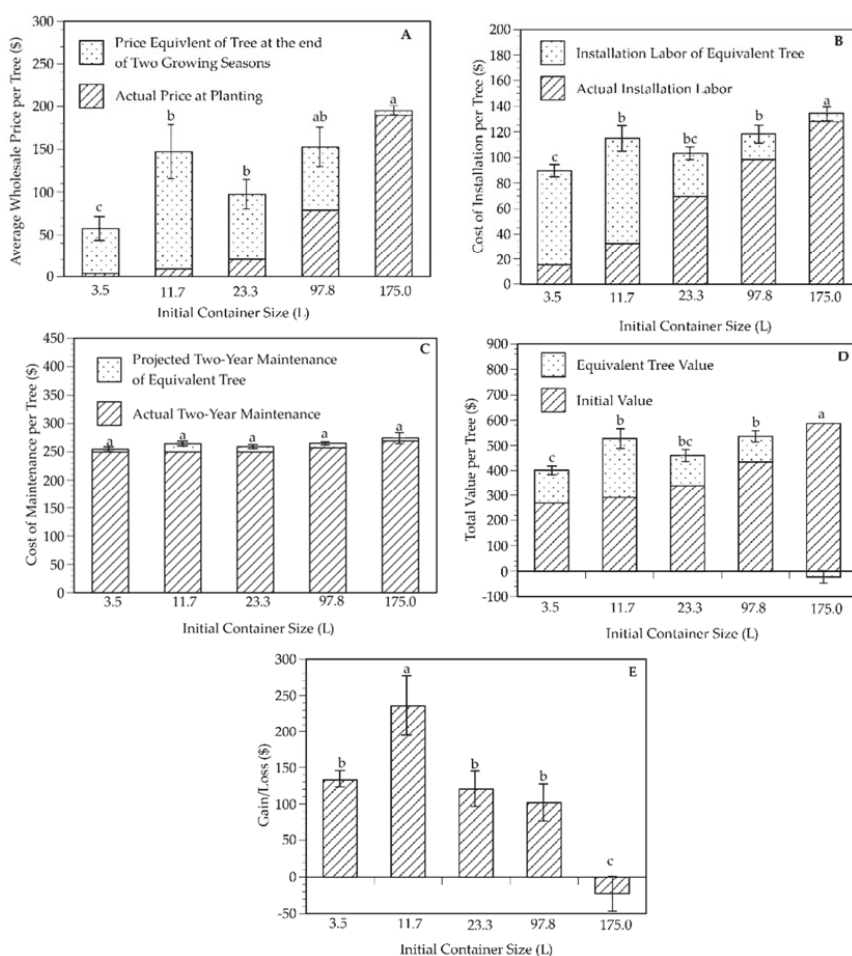 A
Price Equivlent of Tree at the end
of Two Growing Seasons
Actual Price at Planting
Average Wholesale Price per Tree ($)
300
250
200
150
100
50
0
c
b
b
ab
a
3.5 11.7 23.3 97.8 175.0
Initial Container Size (L)
B
Installation Labor of Equivalent Tree
Actual Installation Labor
Cost of Installation per Tree ($)
200
180
160
140
120
100
80
60
40
20
0
c
b
bc
b
a
3.5 11.7 23.3 97.8 175.0
Initial Container Size (L)
C
Projected Two-Year Maintenance
of Equivalent Tree
Actual Two-Year Maintenance
Cost of Maintenance per Tree ($)
450
400
350
300
250
200
150
100
50
0
a
a
a
a
a
3.5 11.7 23.3 97.8 175.0
Initial Container Size (L)
D
Equivalent Tree Value
Initial Value
Total Value per Tree ($)
900
800
700
600
500
400
300
200
100
0
-100
c
b
bc
b
a
3.5 11.7 23.3 97.8 175.0
Initial Container Size (L)
E
Gain/Loss ($)
300
250
200
150
100
50
0
-50
b
a
b
b
c
3.5 11.7 23.3 97.8 175.0
Initial Container Size (L)